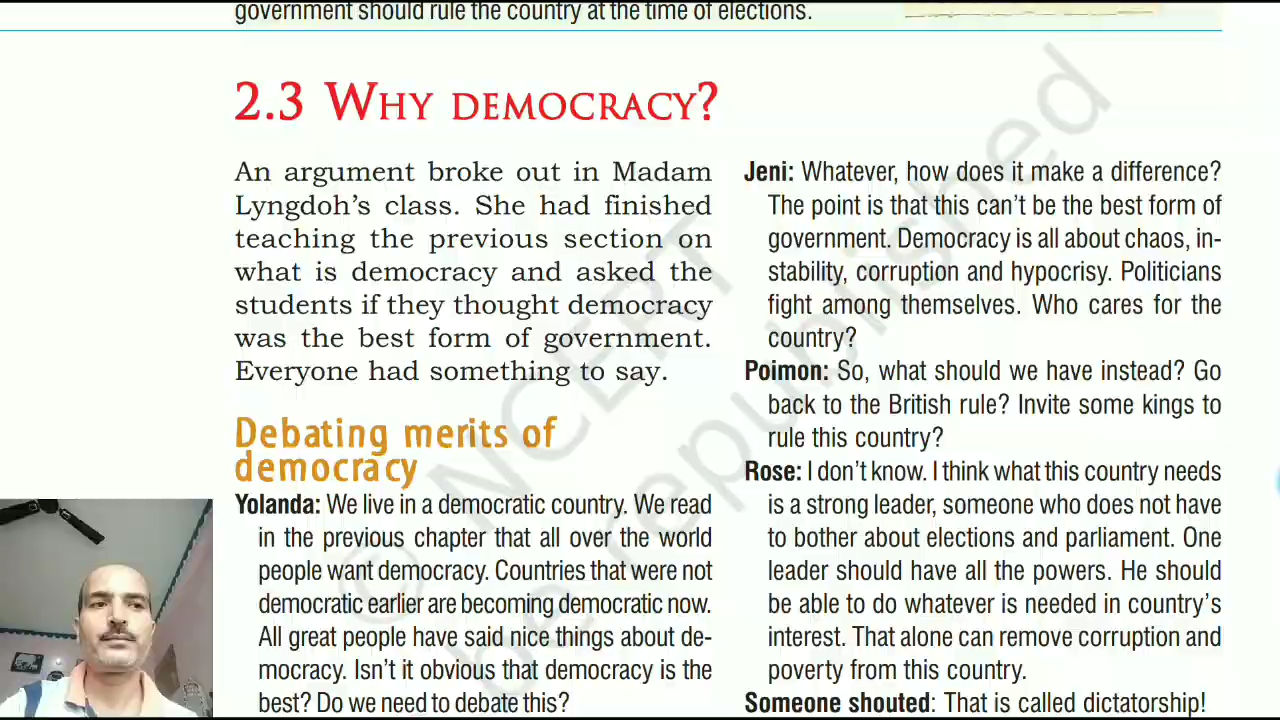 government should rule the country at the time of elections.
2.3 WHY DEMOCRACY?
An argument broke out in Madam
Lyngdoh's class. She had finished
teaching the previous section on
what is democracy and asked the
students if they thought democracy
was the best form of government.
Everyone had something to say.
Debating merits of
democracy
Yolanda: We live in a democratic country. We read
in the previous chapter that all over the world
people want democracy. Countries that were not
democratic earlier are becoming democratic now.
All great people have said nice things about de-
mocracy. Isn't it obvious that democracy is the
best? Do we need to debate this?
Jeni: Whatever, how does it make a difference?
The point is that this can't be the best form of
government. Democracy is all about chaos, in-
stability, corruption and hypocrisy. Politicians
fight among themselves. Who cares for the
country?
Poimon: So, what should we have instead? Go
back to the British rule? Invite some kings to
rule this country?
Rose: I don't know. I think what this country needs
is a strong leader, someone who does not have
to bother about elections and parliament. One
leader should have all the powers. He should
be able to do whatever is needed in country's
interest. That alone can remove corruption and
poverty from this country.
Someone shouted: That is called dictatorship!
© NCERT
be republished